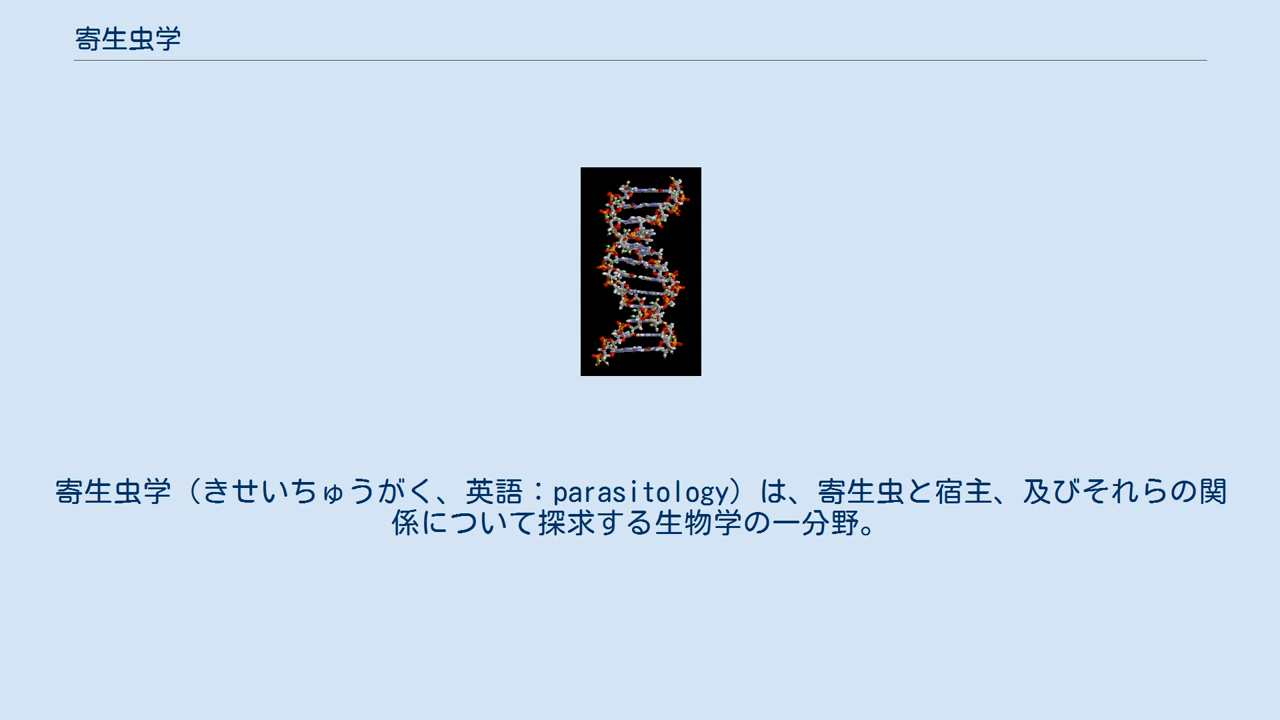 寄生虫学
寄生虫学（きせいちゅうがく、英語：parasitology）は、寄生虫と宿主、及びそれらの関
係について探求する生物学の一分野。